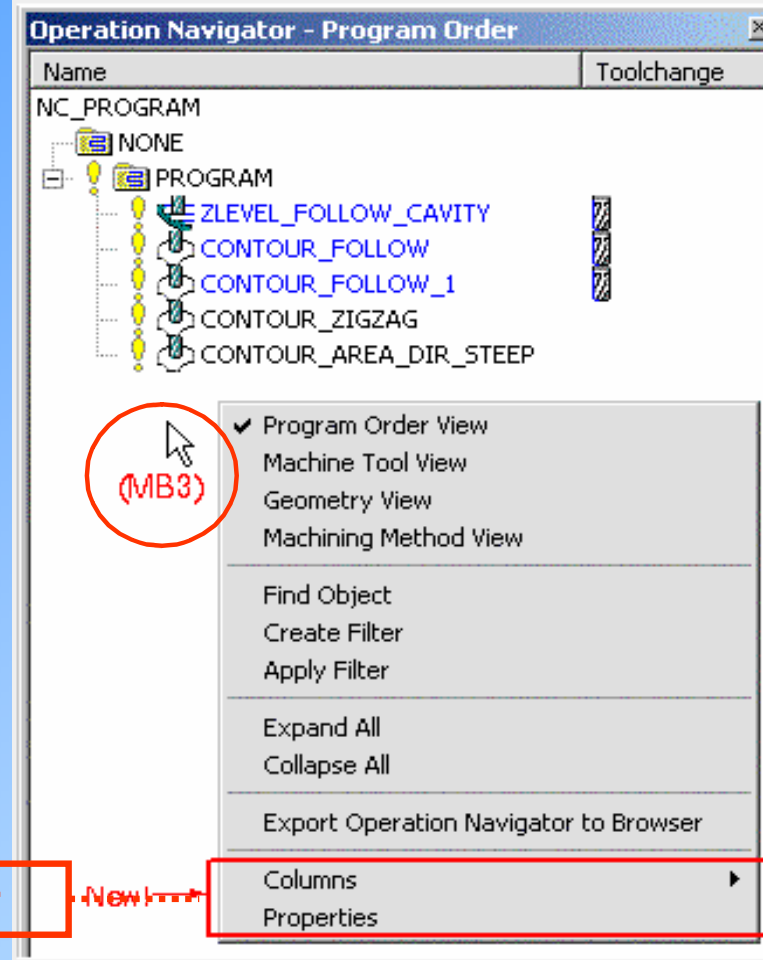 Operation Navigator - Program Order
Name Toolchange
NC_PROGRAM
NONE
PROGRAM
ZLEVEL_FOLLOW_CAVITY
CONTOUR_FOLLOW
CONTOUR_FOLLOW_1
CONTOUR_ZIGZAG
CONTOUR_AREA_DIR_STEEP
(MB3)
Program Order View
Machine Tool View
Geometry View
Machining Method View
Find Object
Create Filter
Apply Filter
Expand All
Collapse All
Export Operation Navigator to Browser
New!
Columns
Properties